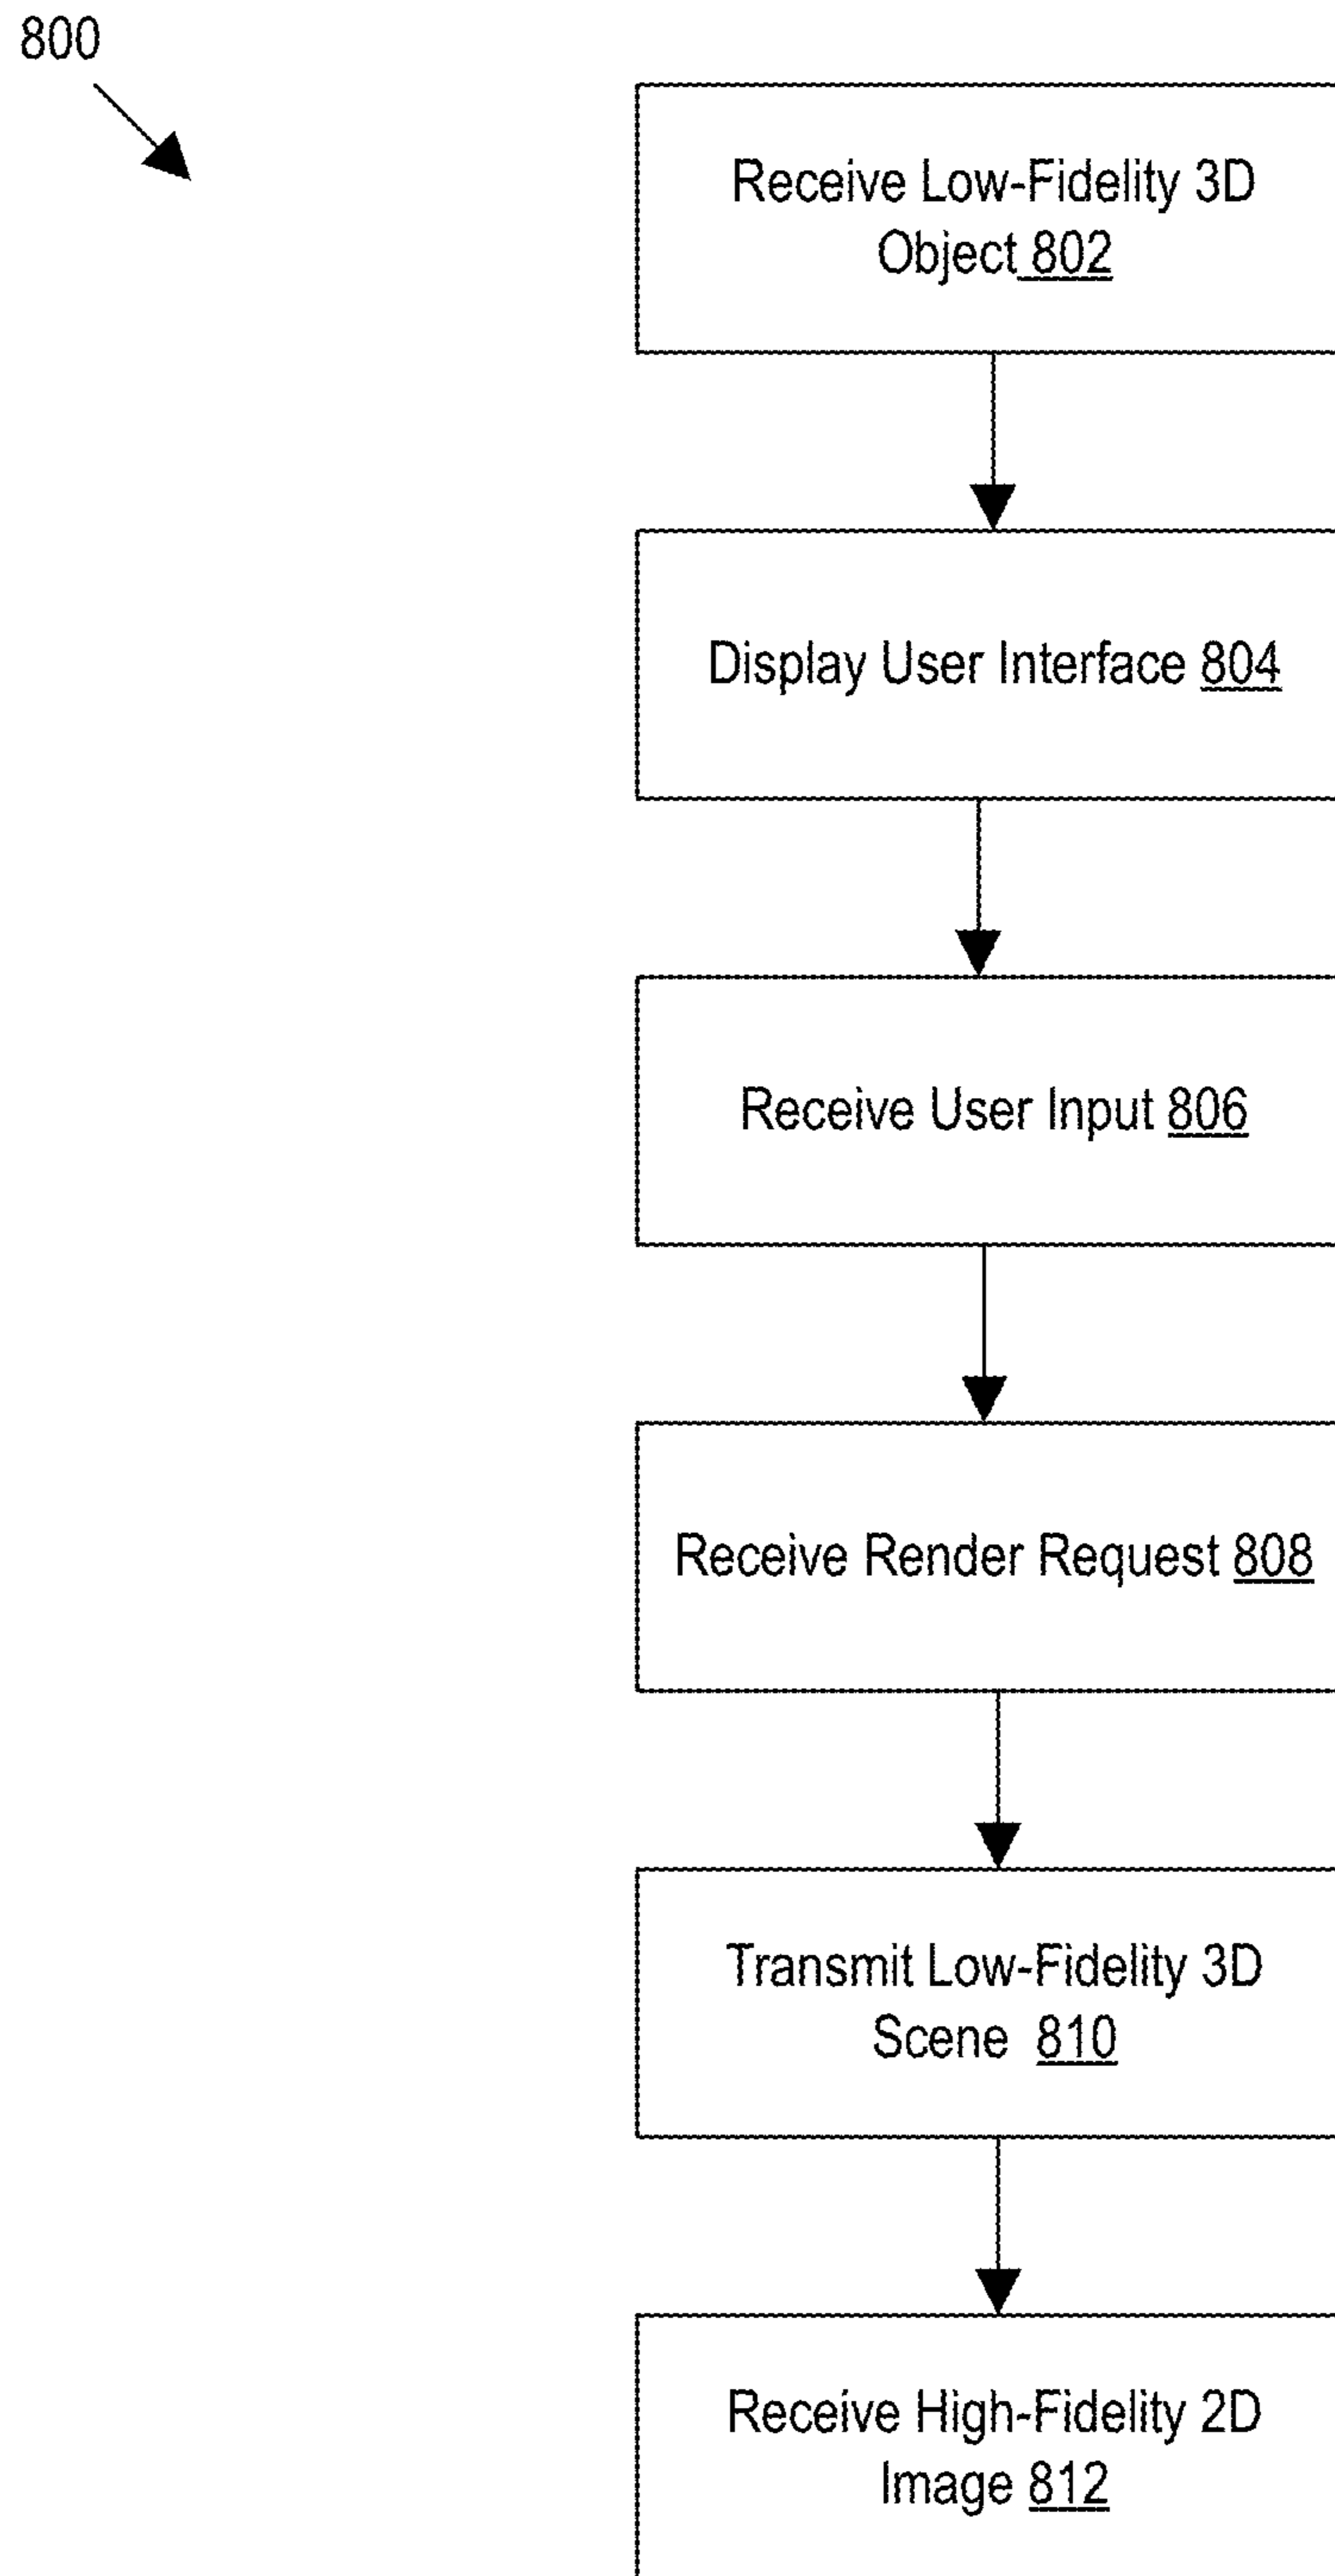 800
Receive Low-Fidelity 3D
Object 802
Display User Interface 804
Receive User Input 806
Receive Render Request 808
Transmit Low-Fidelity 3D
Scene 810
Receive High-Fidelity 2D
Image 812